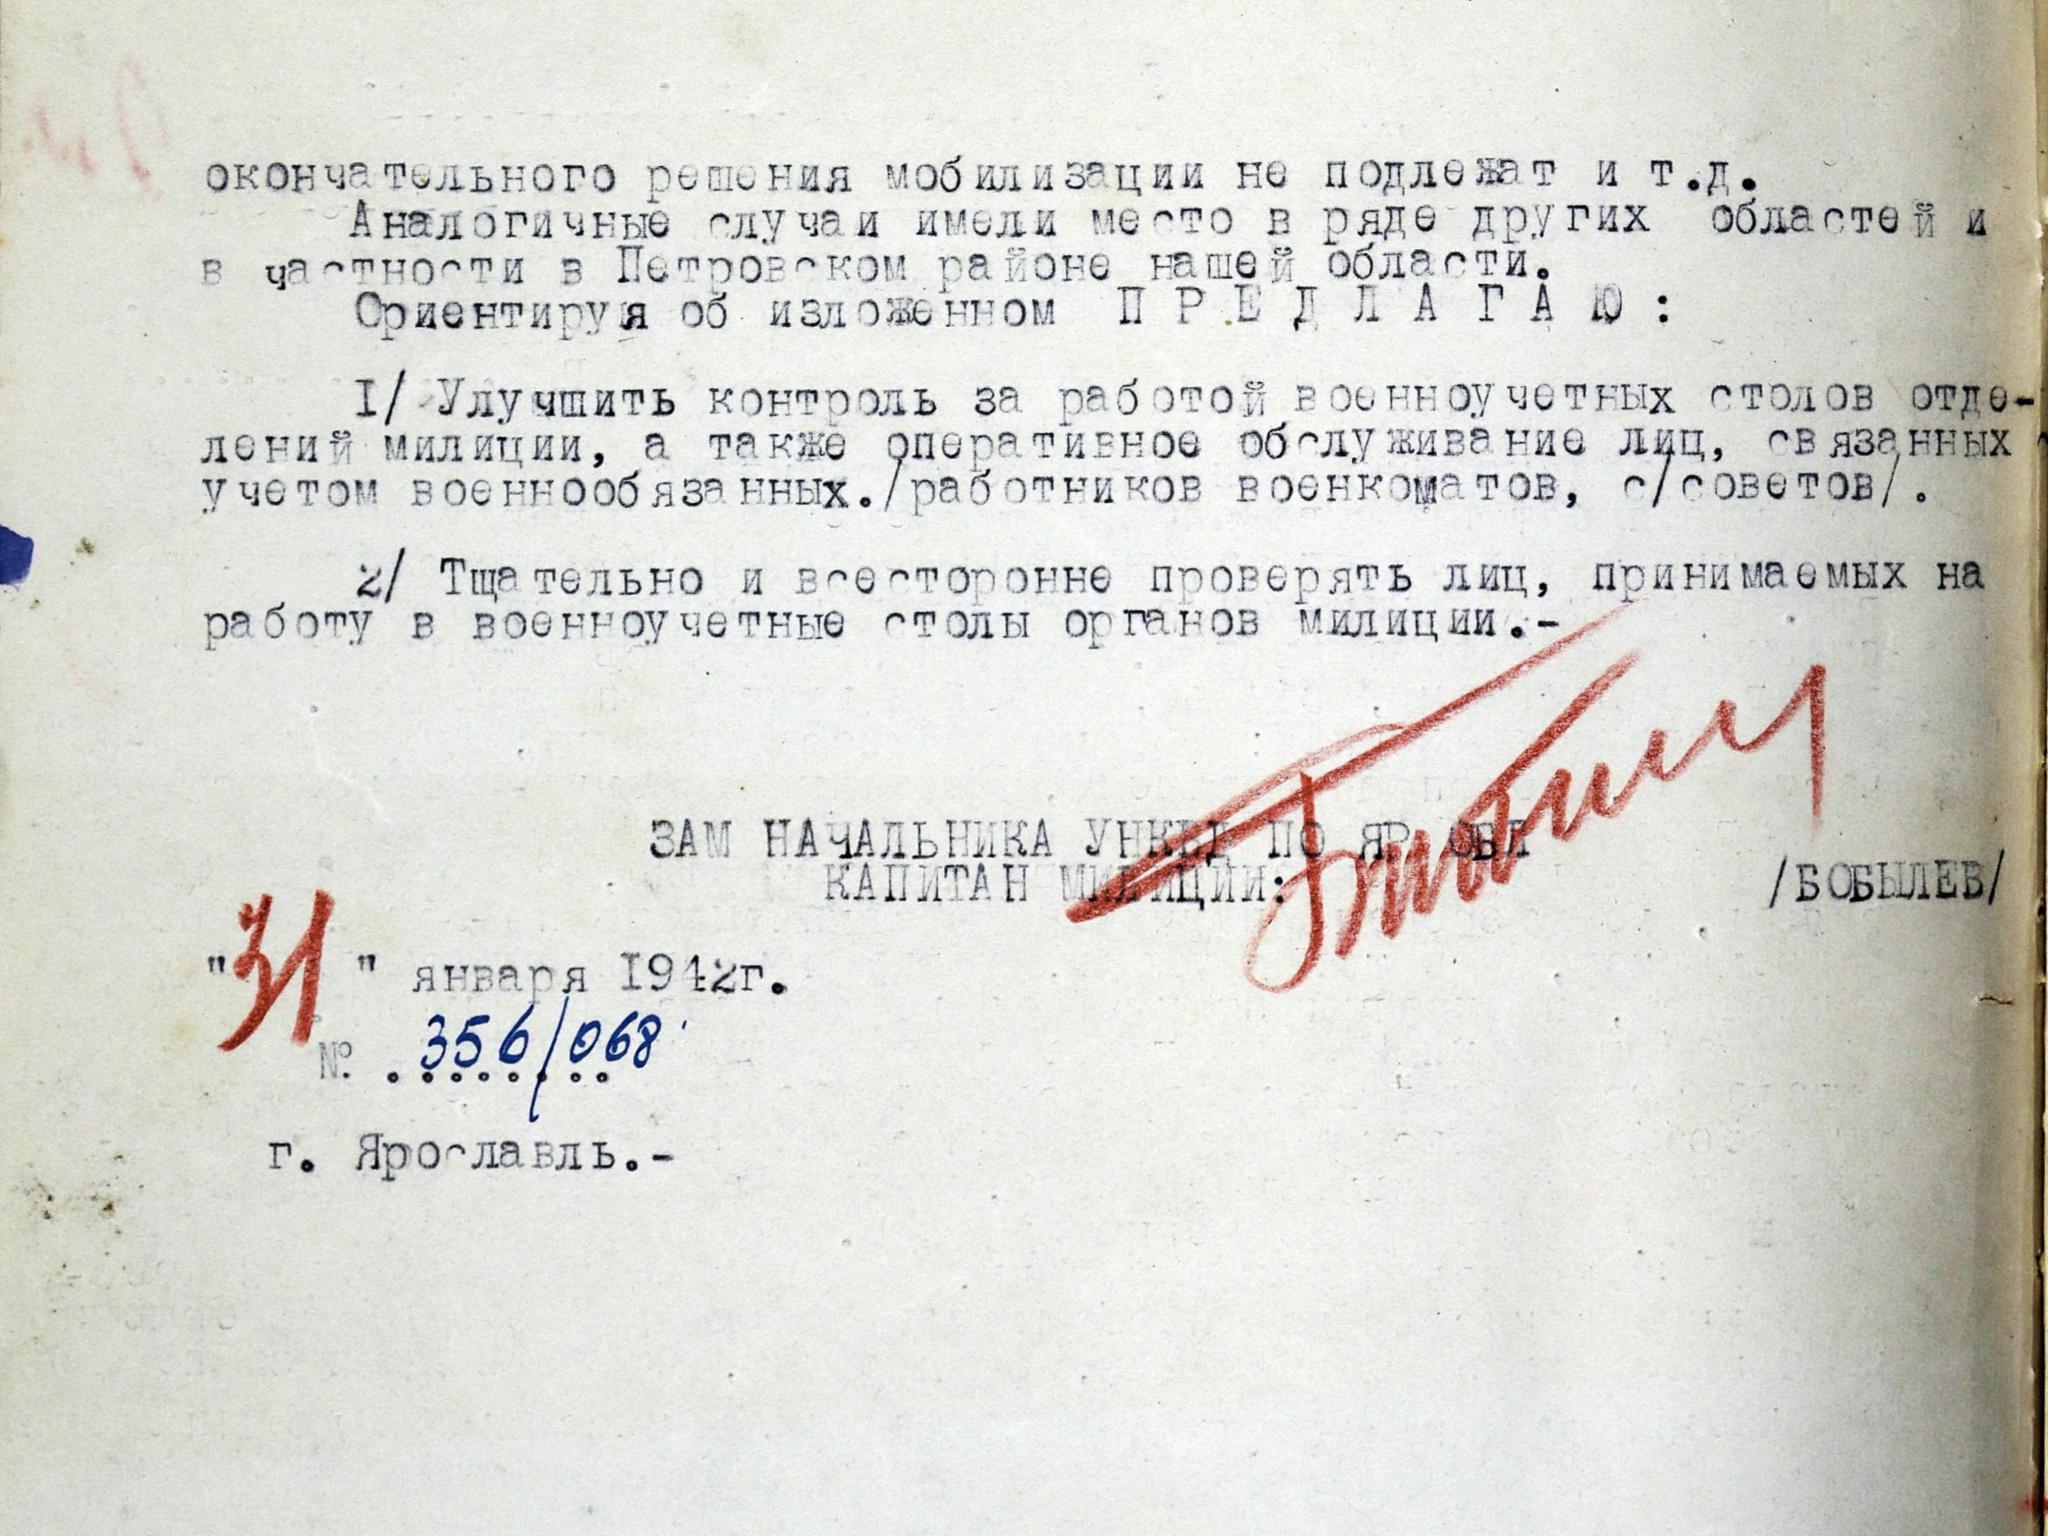 окончательного решения мобилизации не подлежат и т.д.
Аналогичные случаи имели место в ряде других областей и
в частности в Петровском районе нашей области.
Ориентируя об изложенном П Р Е Д Л А Г А Ю :
I/ Улучшить контроль за работой военноучетных столов отде-
лений милиции, а также оперативное обслуживание лиц, связанных с
учетом военнообязанных./работников военкоматов, с/советов/.
2/ Тщательно и всесторонне проверять лиц, принимаемых на
работу в военноучетные столы органов милиции.-
ЗАМ НАЧАЛЬНИКА УНКВД ПО ЯР ОБЛ
КАПИТАН МИЛИЦИИ:
/БОБЫЛЕВ/
"31" января 1942г.
№. 356/068
г. Ярославль.-